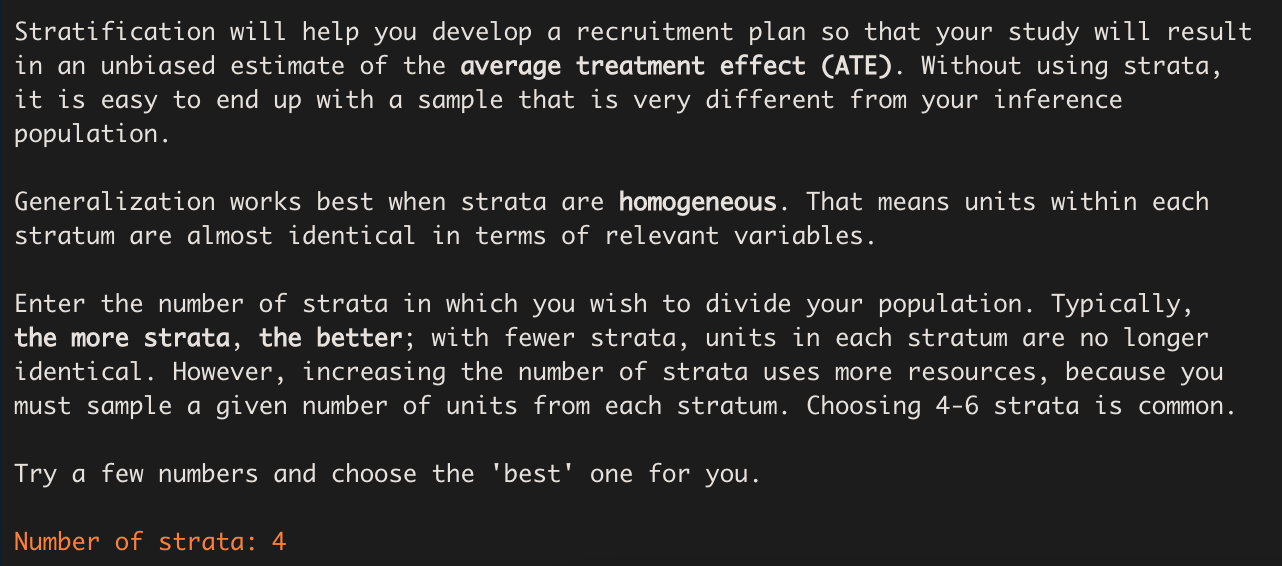 Stratification will help you develop a recruitment plan so that your study will result
in an unbiased estimate of the average treatment effect (ATE). Without using strata,
it is easy to end up with a sample that is very different from your inference
population.
Generalization works best when strata are homogeneous. That means units within each
stratum are almost identical in terms of relevant variables.
Enter the number of strata in which you wish to divide your population. Typically,
the more strata, the better; with fewer strata, units in each stratum are no longer
identical. However, increasing the number of strata uses more resources, because you
must sample a given number of units from each stratum. Choosing 4-6 strata is common.
Try a few numbers and choose the 'best' one for you.
Number of strata: 4